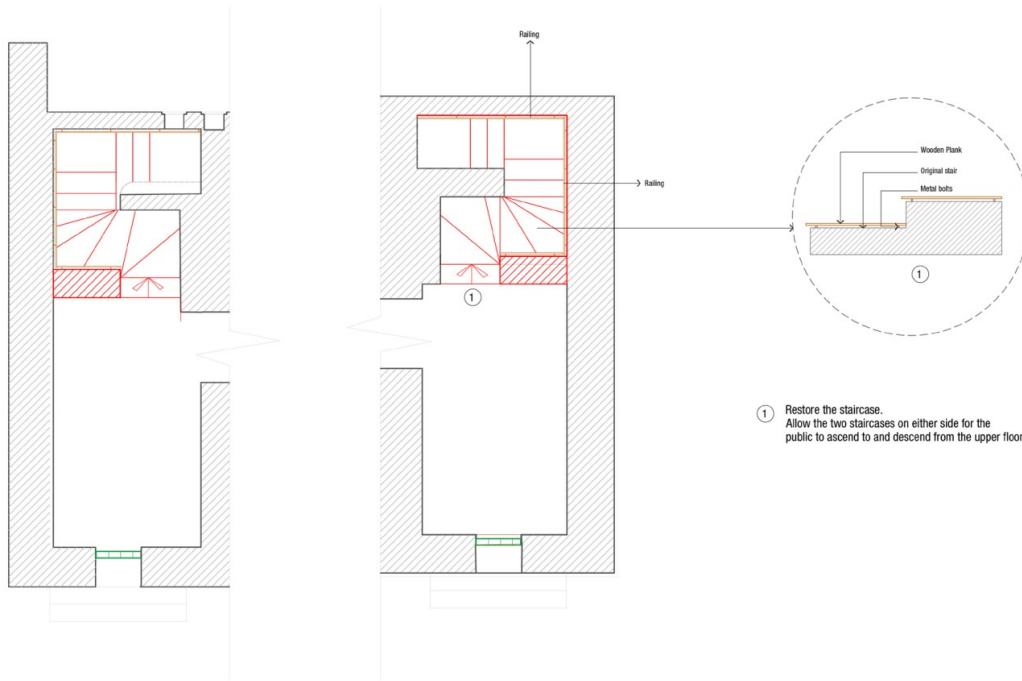 Railing
Railing
1
Wooden Plank
Original stair
Metal bolts
1
1 Restore the staircase.
Allow the two staircases on either side for the
public to ascend to and descend from the upper floor